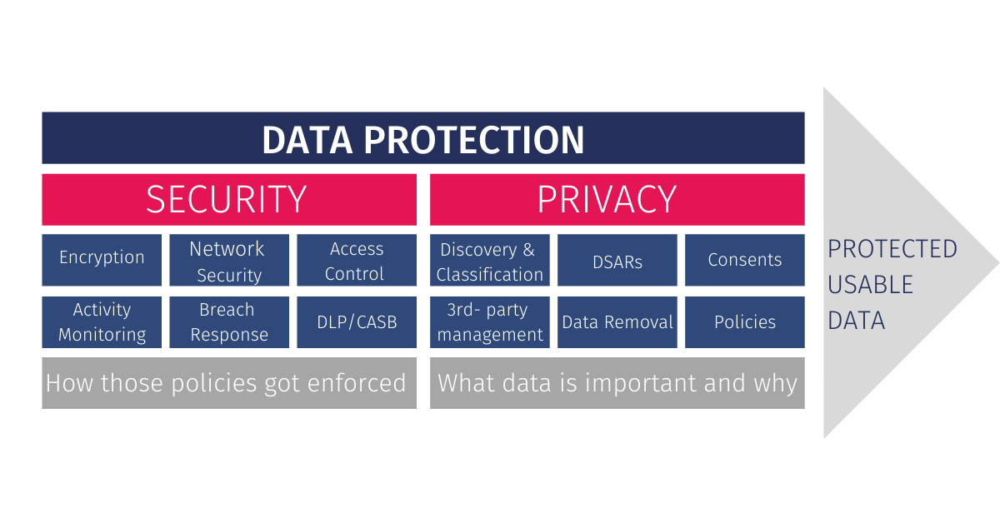 DATA PROTECTION
SECURITY
PRIVACY
Encryption
Network
Security
Access
Control
Discovery &
Classification
DSARs
Consents
Activity
Monitoring
Breach
Response
DLP/CASB
3rd- party
management
Data Removal
Policies
How those policies got enforced
What data is important and why
PROTECTED
USABLE
DATA